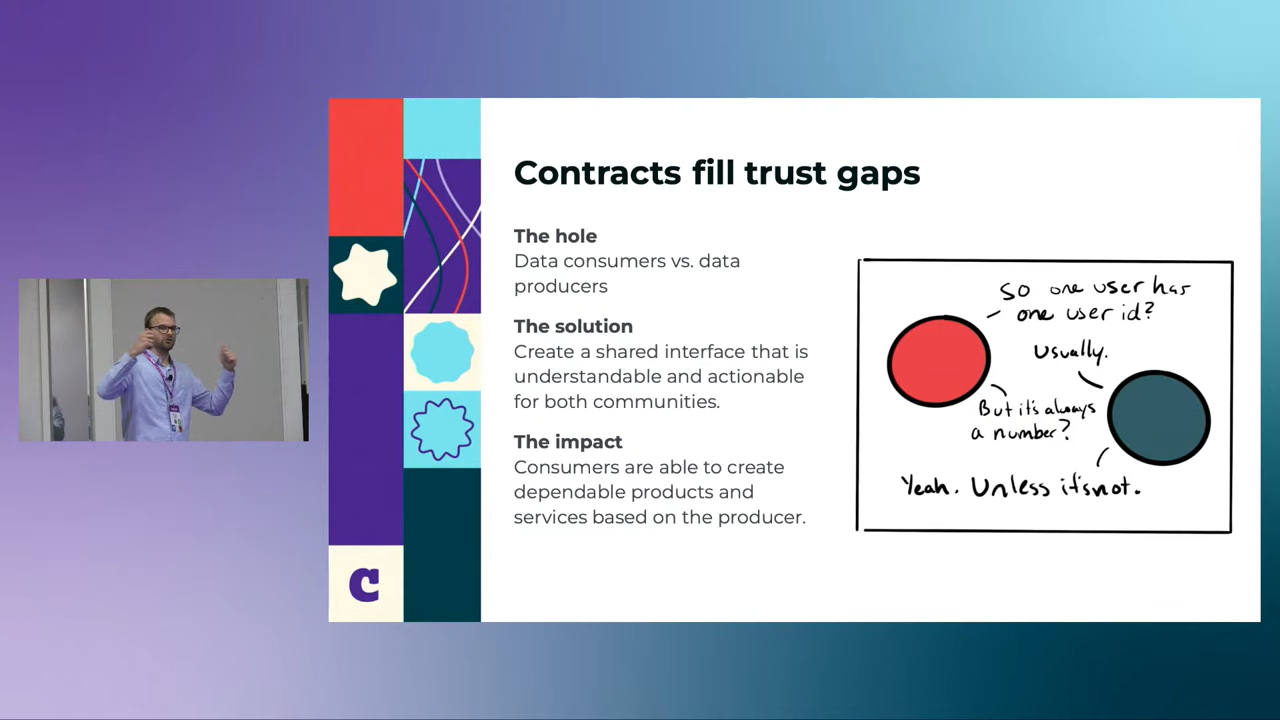 Contracts fill trust gaps
The hole
Data consumers vs. data
producers
The solution
Create a shared interface that is
understandable and actionable
for both communities.
The impact
Consumers are able to create
dependable products and
services based on the producer.
So one user has
one user id?
Usually.
But it's always
a number?
Yeah. Unless it's not.
C